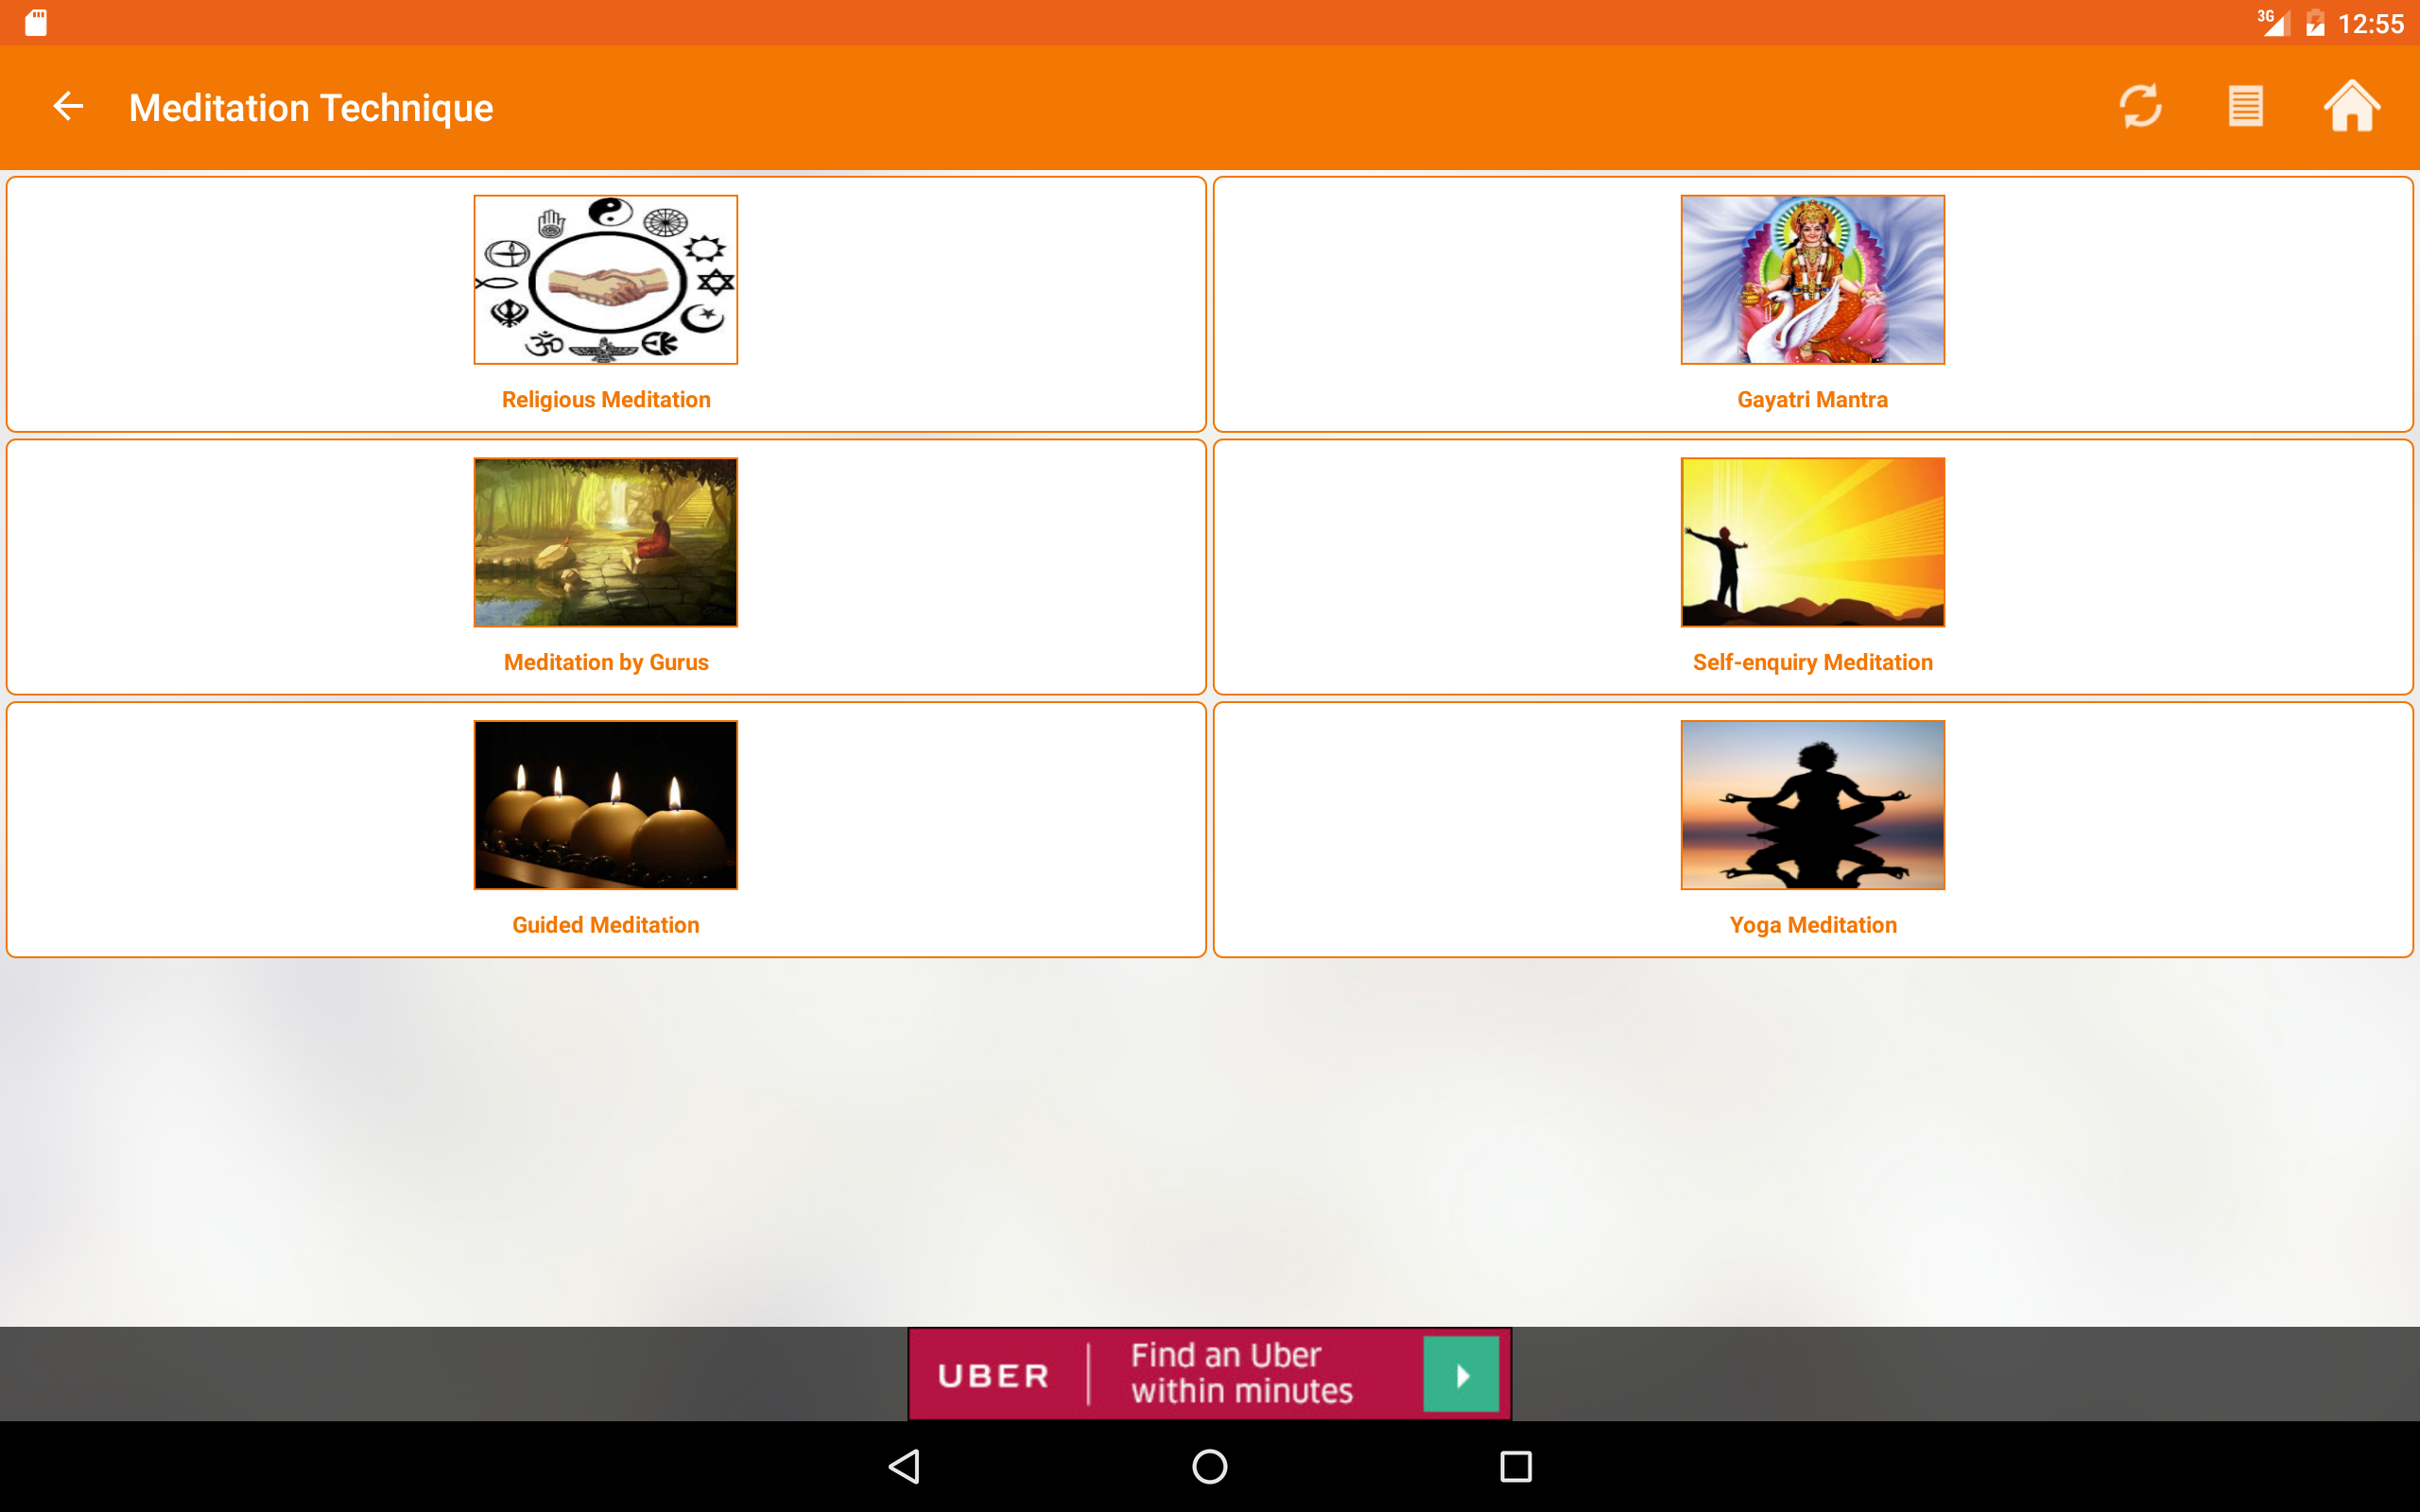 3G 12:55
Meditation Technique
Religious Meditation
Gayatri Mantra
Meditation by Gurus
Self-enquiry Meditation
Guided Meditation
Yoga Meditation
UBER
Find an Uber
within minutes